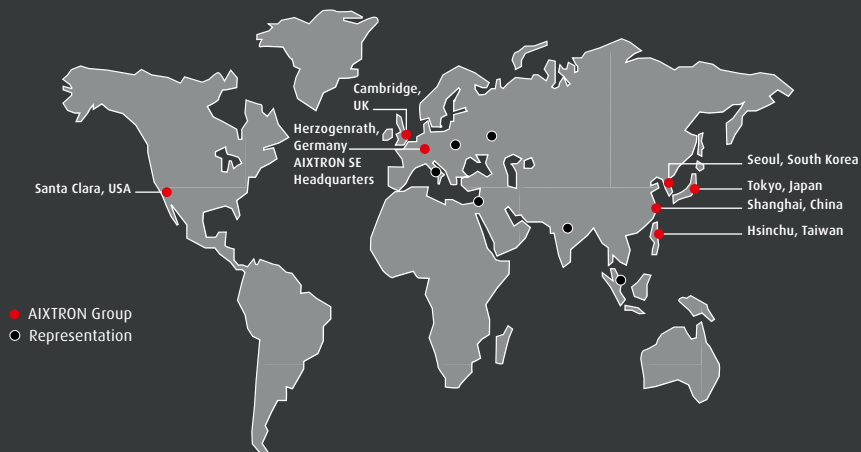 Cambridge,
UK
Herzogenrath,
Germany
AIXTRON SE
Headquarters
Santa Clara, USA
Seoul, South Korea
Tokyo, Japan
Shanghai, China
Hsinchu, Taiwan
AIXTRON Group
Representation